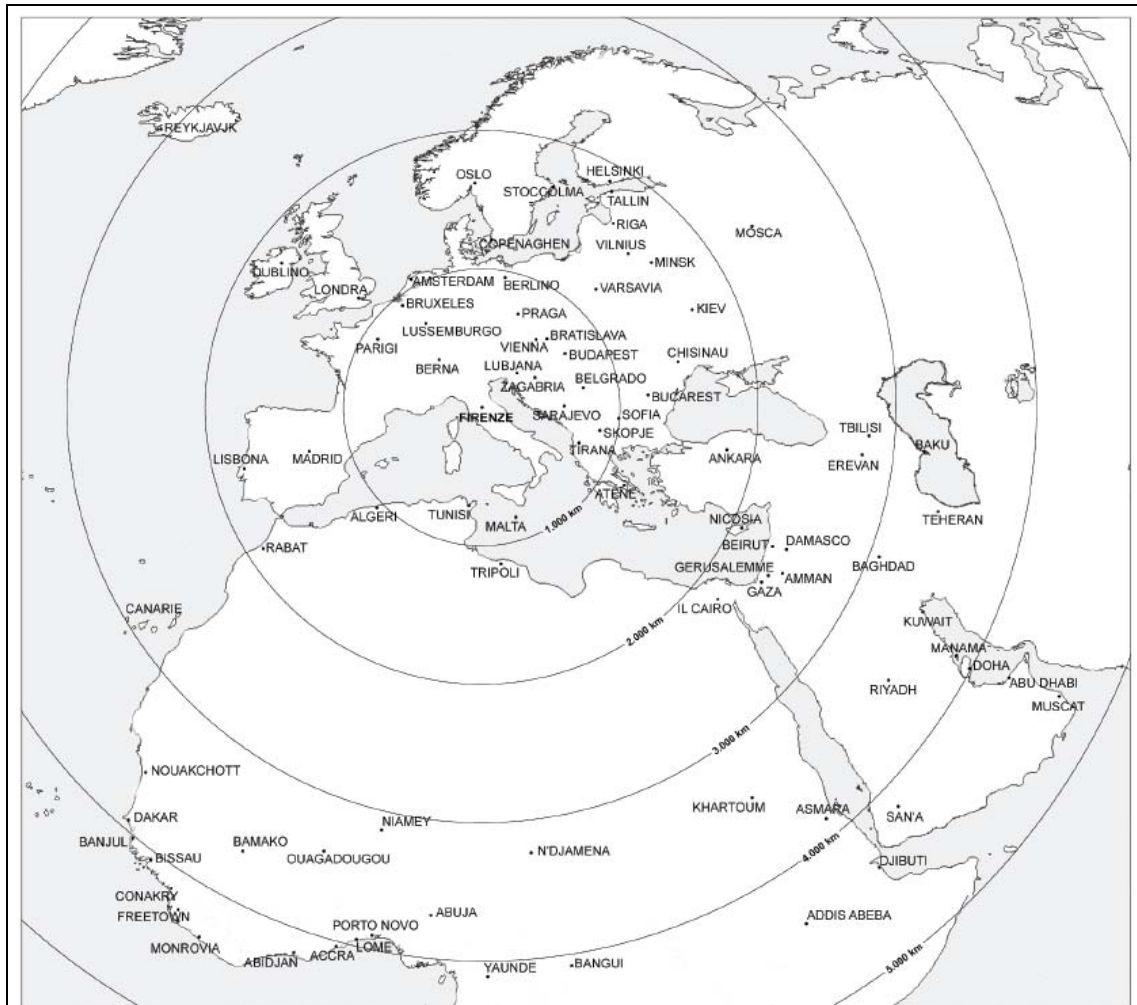 REYKJAVJK
OSLO
HELSINKI
STOCCOLMA
TALLIN
RIGA
MOSCA
COPENAGHEN
VILNIUS
MINSK
DUBLINO
AMSTERDAM
BERLINO
LONDRA
VARSAVIA
BRUXELES
KIEV
PRAGA
LUSSEMBURGO
PARIGI
VIENNA
BRATISLAVA
BUDAPEST
CHISINAU
BERNA
LUBJANA
ZAGABRIA
BELGRADO
BUCAREST
FIRENZE
SARAJEVO
SOFIA
SKOPJE
TBILISI
TIRANA
BAKU
LISBONA
MADRID
ANKARA
EREVAN
ATENE
ALGERI
TUNISI
MALTA
1.000 km
NICOSIA
TEHERAN
RABAT
BEIRUT
DAMASCO
TRIPOLI
GERUSALEMME
BAGHDAD
AMMAN
GAZA
CANARIE
IL CAIRO
KUWAIT
2.000 km
MANAMA
DOHA
ABU DHABI
RIYADH
MUSCAT
3.000 km
NOUAKCHOTT
KHARTOUM
ASMARA
SAN'A
DAKAR
NIAMEY
BANJUL
BAMAKO
BISSAU
OUAGADOUGOU
N'DJAMENA
4.000 km
DJIBUTI
CONAKRY
FREETOWN
ABUJA
ADDIS ABEBA
PORTO NOVO
MONROVIA
LOME
ACCRA
ABIDJAN
YAUNDE
BANGUI
5.000 km